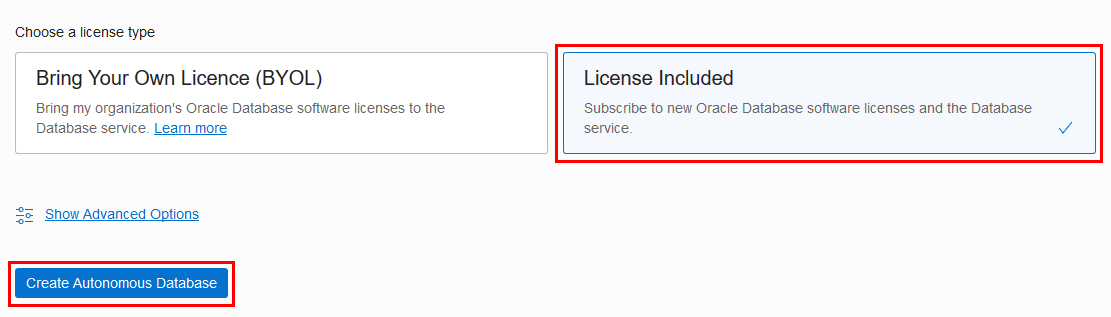 Choose a license type
Bring Your Own Licence (BYOL)
Bring my organization's Oracle Database software licenses to the
Database service. Learn more
License Included
Subscribe to new Oracle Database software licenses and the Database
service.
Show Advanced Options
Create Autonomous Database